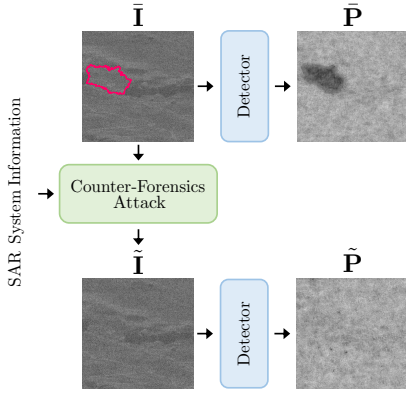 Ī
P̄
Detector
SAR System Information
Counter-Forensics
Attack
Ĩ
P̃
Detector